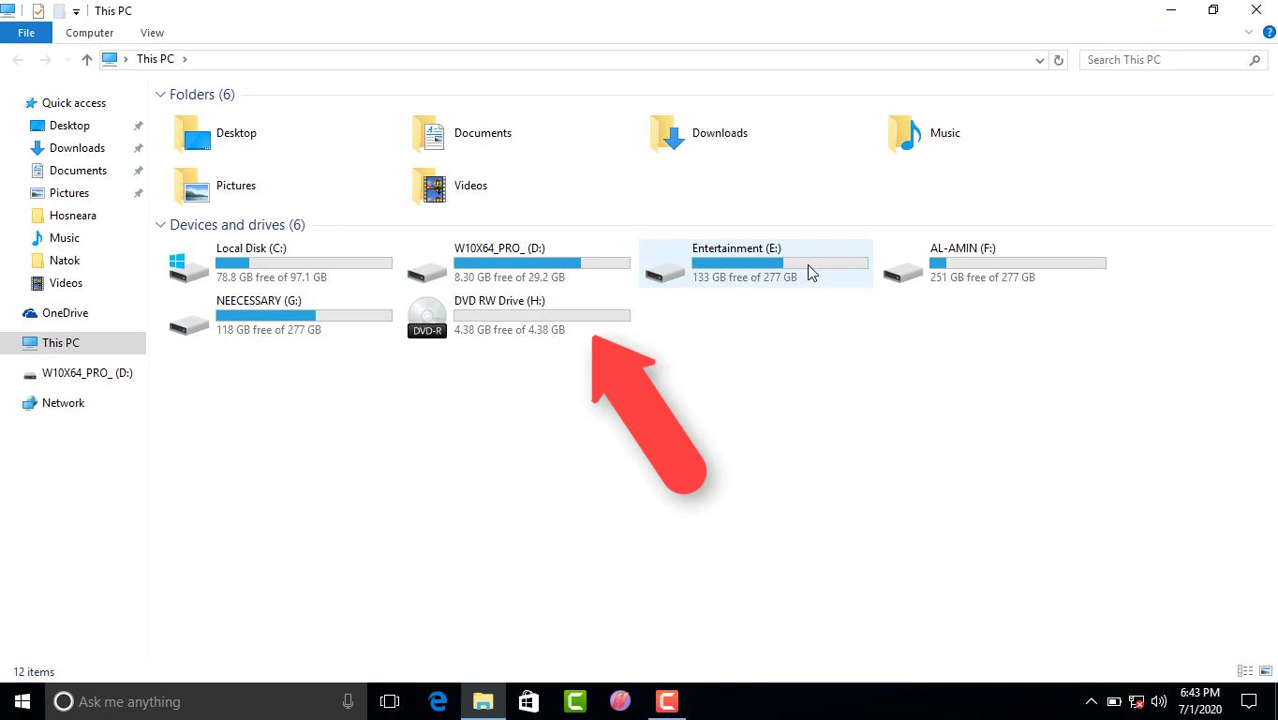 This PC
File Computer View
This PC
Search This PC
Quick access
Desktop
Downloads
Documents
Pictures
Hosneara
Music
Natok
Videos
OneDrive
This PC
W10X64_PRO_ (D:)
Network
Folders (6)
Desktop Documents Downloads Music
Pictures Videos
Devices and drives (6)
Local Disk (C:)
78.8 GB free of 97.1 GB
W10X64_PRO_ (D:)
8.30 GB free of 29.2 GB
Entertainment (E:)
133 GB free of 277 GB
AL-AMIN (F:)
251 GB free of 277 GB
NEECESSARY (G:)
118 GB free of 277 GB
DVD RW Drive (H:)
4.38 GB free of 4.38 GB
DVD-R
12 items
Ask me anything
6:43 PM
7/1/2020